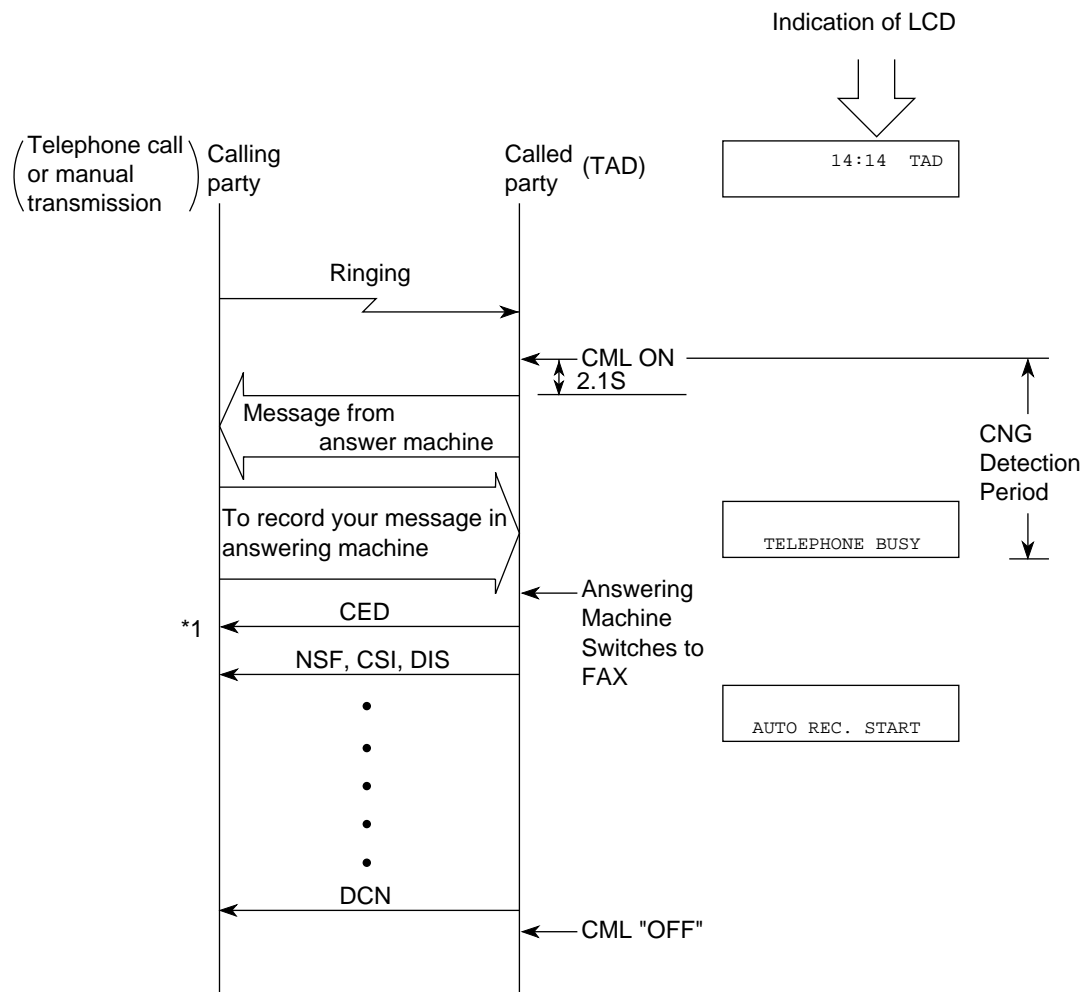 Indication of LCD
(Telephone call
or manual
transmission)
Calling
party
Called (TAD)
party
14:14 TAD
Ringing
CML ON
2.1S
Message from
answer machine
CNG
Detection
Period
To record your message in
answering machine
TELEPHONE BUSY
Answering
Machine
Switches to
FAX
*1
CED
NSF, CSI, DIS
AUTO REC. START
DCN
CML "OFF"